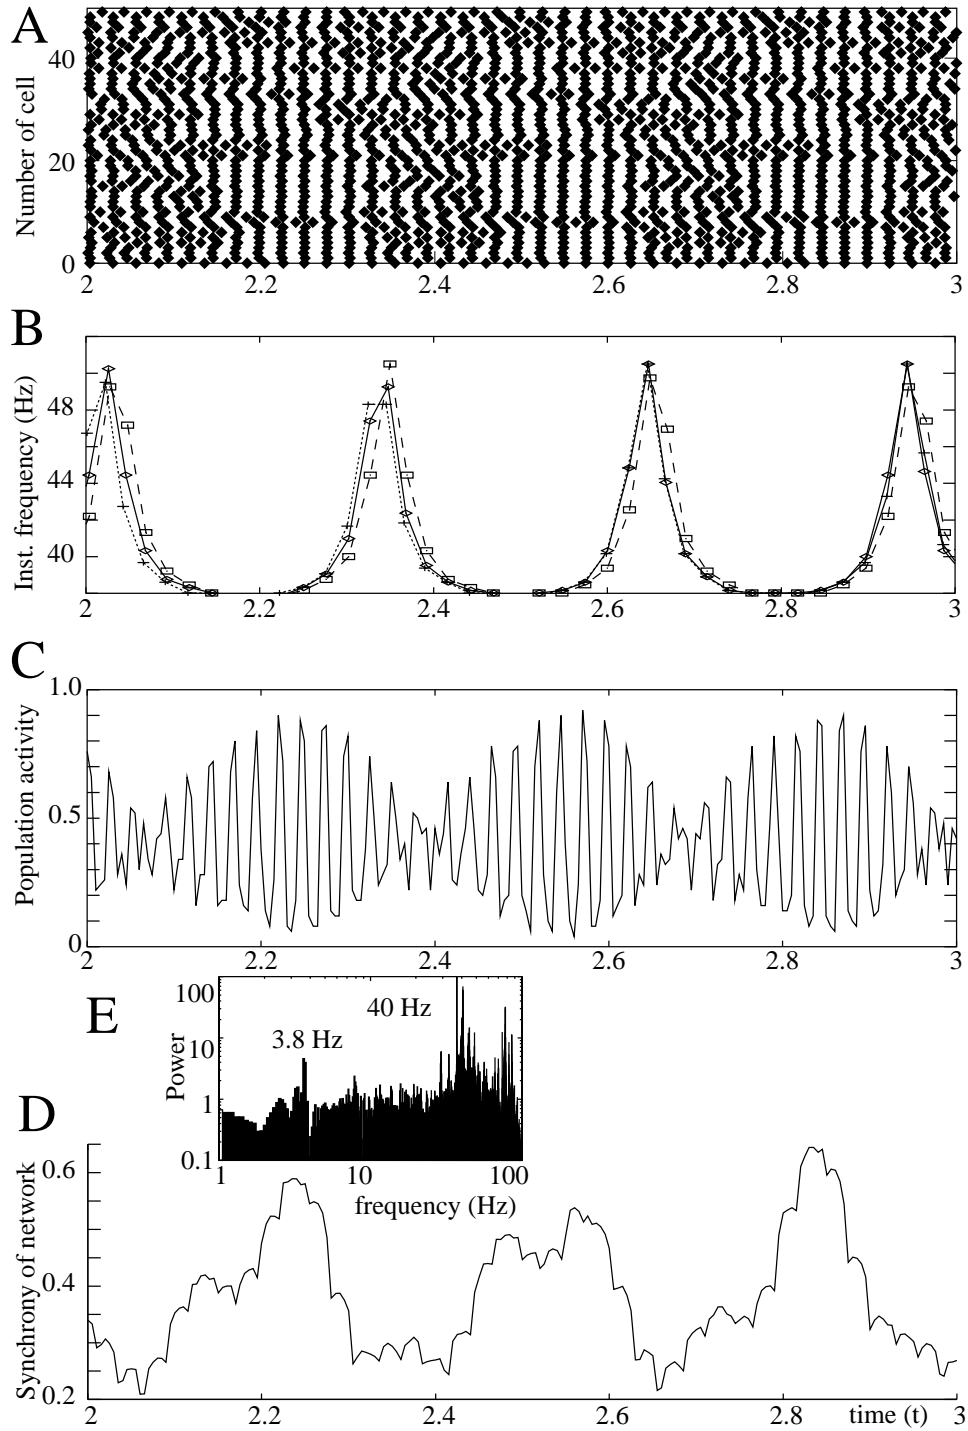 A
Number of cell
40
20
0
2 2.2 2.4 2.6 2.8 3
B
Inst. frequency (Hz)
48
44
40
2 2.2 2.4 2.6 2.8 3
C
Population activity
1.0
0.5
0
2 2.2 2.4 2.6 2.8 3
E
Power
100
10
1
0.1
40 Hz
3.8 Hz
1 10 100
frequency (Hz)
D
Synchrony of network
0.6
0.4
0.2
2 2.2 2.4 2.6 2.8 time (t) 3